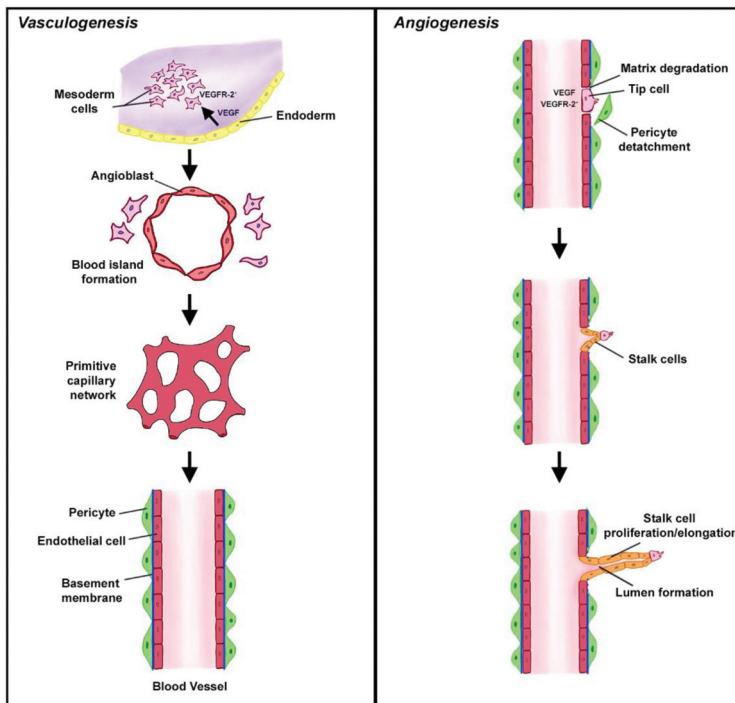 Vasculogenesis
Mesoderm
cells
VEGFR-2+
VEGF
Endoderm
Angioblast
Blood island
formation
Primitive
capillary
network
Pericyte
Endothelial cell
Basement
membrane
Blood Vessel
Angiogenesis
Matrix degradation
VEGF
Tip cell
VEGFR-2+
Pericyte
detatchment
Stalk cells
Stalk cell
proliferation/elongation
Lumen formation